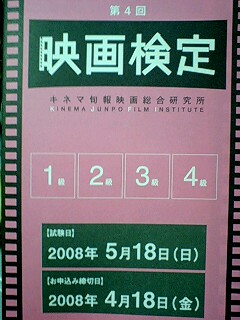 第4回
映画検定
キネマ旬報映画総合研究所
KINEMA JUNPO FILM INSTITUTE
1級 2級 3級 4級
【試験日】
2008年 5月18日(日)
【お申込み締切日】
2008年 4月18日(金)